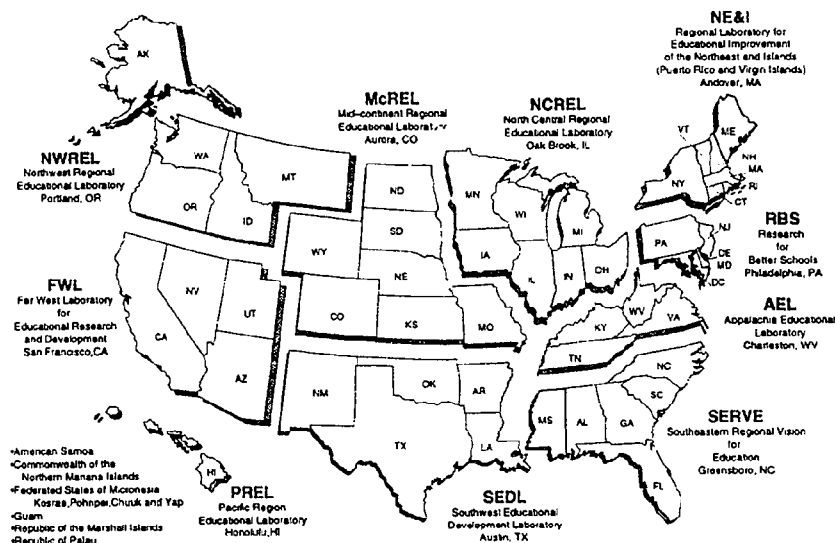 NE&I
Regional Laboratory for
Educational Improvement
of the Northeast and Islands
(Puerto Rico and Virgin Islands)
Andover, MA
McREL
Mid-continent Regional
Educational Laboratory
Aurora, CO
NCREL
North Central Regional
Educational Laboratory
Oak Brook, IL
NWREL
Northwest Regional
Educational Laboratory
Portland, OR
FWL
Far West Laboratory
for
Educational Research
and Development
San Francisco,CA
RBS
Research
for
Better Schools
Philadelphia, PA
AEL
Appalachia Educational
Laboratory
Charleston, WV
SERVE
Southeastern Regional Vision
for
Education
Greensboro, NC
SEDL
Southwest Educational
Development Laboratory
Austin, TX
PREL
Pacific Region
Educational Laboratory
Honolulu,HI
•American Samoa
•Commonwealth of the
Northern Mariana Islands
•Federated States of Micronesia
Kosrae,Pohnpei,Chuuk and Yap
•Guam
•Republic of the Marshall Islands
•Republic of Palau
AK
WA
OR
ID
MT
WY
ND
SD
NE
CO
KS
MO
MN
IA
WI
MI
IL
IN
OH
VT
ME
NH
MA
RI
CT
NY
PA
NJ
DE
MD
DC
WV
VA
KY
TN
NC
SC
MS
AL
GA
FL
NV
UT
CA
AZ
NM
OK
AR
TX
LA
HI